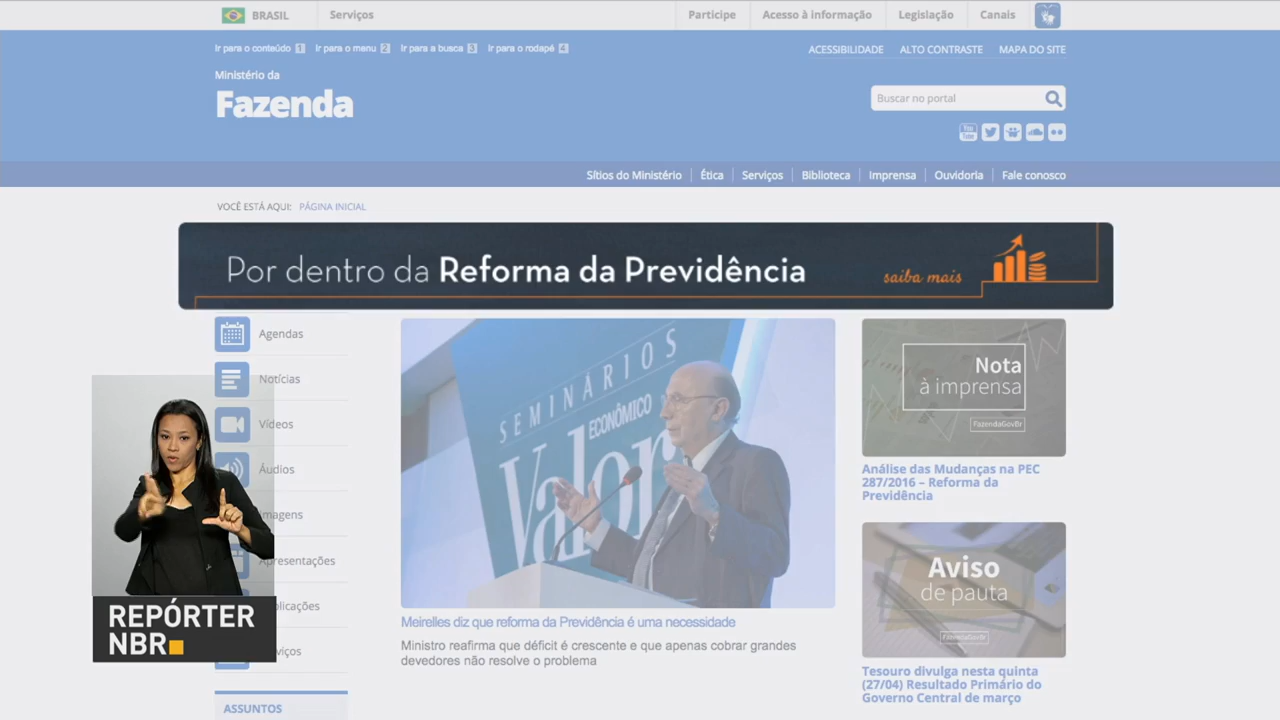 BRASIL
Serviços
Participe
Acesso à informação
Legislação
Canais
Ir para o conteúdo 1
Ir para o menu 2
Ir para a busca 3
Ir para o rodapé 4
ACESSIBILIDADE
ALTO CONTRASTE
MAPA DO SITE
Ministério da
Fazenda
Buscar no portal
You Tube
Sítios do Ministério
Ética
Serviços
Biblioteca
Imprensa
Ouvidoria
Fale conosco
VOCÊ ESTÁ AQUI: PÁGINA INICIAL
Por dentro da Reforma da Previdência
saiba mais
Agendas
Notícias
Vídeos
Áudios
magens
Apresentações
plicações
viços
ASSUNTOS
REPÓRTER
NBR
SEMINÁRIOS
ECONÔMICO
Valor
Meirelles diz que reforma da Previdência é uma necessidade
Ministro reafirma que déficit é crescente e que apenas cobrar grandes
devedores não resolve o problema
Nota
à imprensa
FazendaGovBr
Análise das Mudanças na PEC
287/2016 – Reforma da
Previdência
Aviso
de pauta
FazendaGovBr
Tesouro divulga nesta quinta
(27/04) Resultado Primário do
Governo Central de março